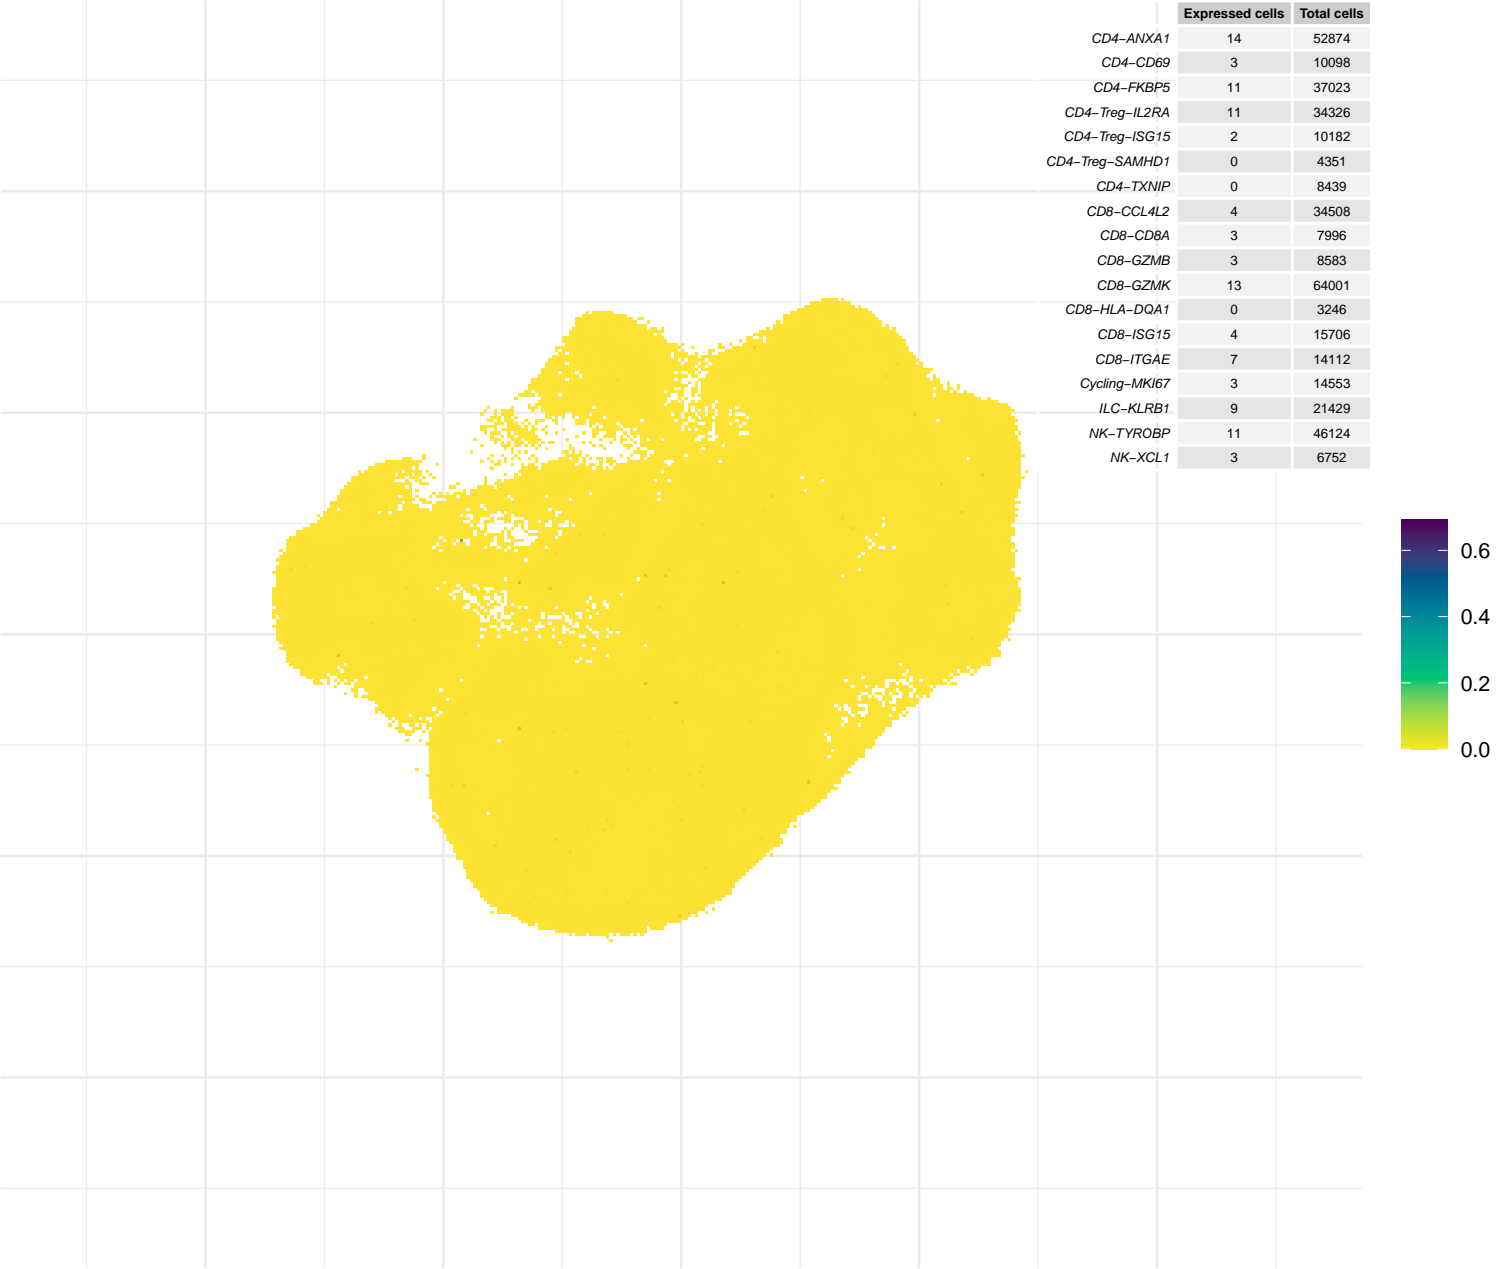 Expressed cells Total cells
CD4−ANXA1 14 52874
CD4−CD69 3 10098
CD4−FKBP5 11 37023
CD4−Treg−IL2RA 11 34326
CD4−Treg−ISG15 2 10182
CD4−Treg−SAMHD1 0 4351
CD4−TXNIP 0 8439
CD8−CCL4L2 4 34508
CD8−CD8A 3 7996
CD8−GZMB 3 8583
CD8−GZMK 13 64001
CD8−HLA−DQA1 0 3246
CD8−ISG15 4 15706
CD8−ITGAE 7 14112
Cycling−MKI67 3 14553
ILC−KLRB1 9 21429
NK−TYROBP 11 46124
NK−XCL1 3 6752
0.6
0.4
0.2
0.0